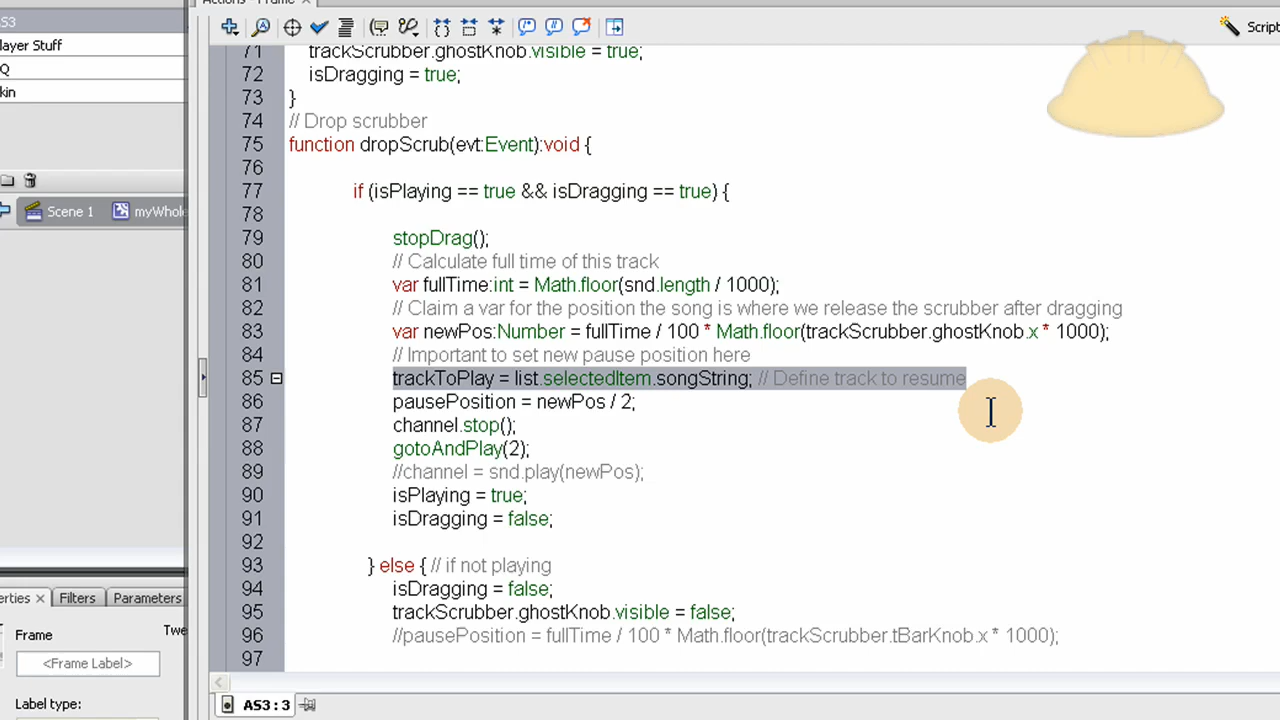 Actions - Frame
S3
Script
layer Stuff
Q
kin
Scene 1
myWhole
71 trackScrubber.ghostKnob.visible = true;
72 isDragging = true;
73 }
74 // Drop scrubber
75 function dropScrub(evt:Event):void {
76
77 if (isPlaying == true && isDragging == true) {
78
79 stopDrag();
80 // Calculate full time of this track
81 var fullTime:int = Math.floor(snd.length / 1000);
82 // Claim a var for the position the song is where we release the scrubber after dragging
83 var newPos:Number = fullTime / 100 * Math.floor(trackScrubber.ghostKnob.x * 1000);
84 // Important to set new pause position here
85 trackToPlay = list.selectedItem.songString; // Define track to resume
86 pausePosition = newPos / 2;
87 channel.stop();
88 gotoAndPlay(2);
89 //channel = snd.play(newPos);
90 isPlaying = true;
91 isDragging = false;
92
93 } else { // if not playing
94 isDragging = false;
95 trackScrubber.ghostKnob.visible = false;
96 //pausePosition = fullTime / 100 * Math.floor(trackScrubber.tBarKnob.x * 1000);
97
erties Filters Parameters
Frame
Twe
<Frame Label>
Label type:
AS3:3